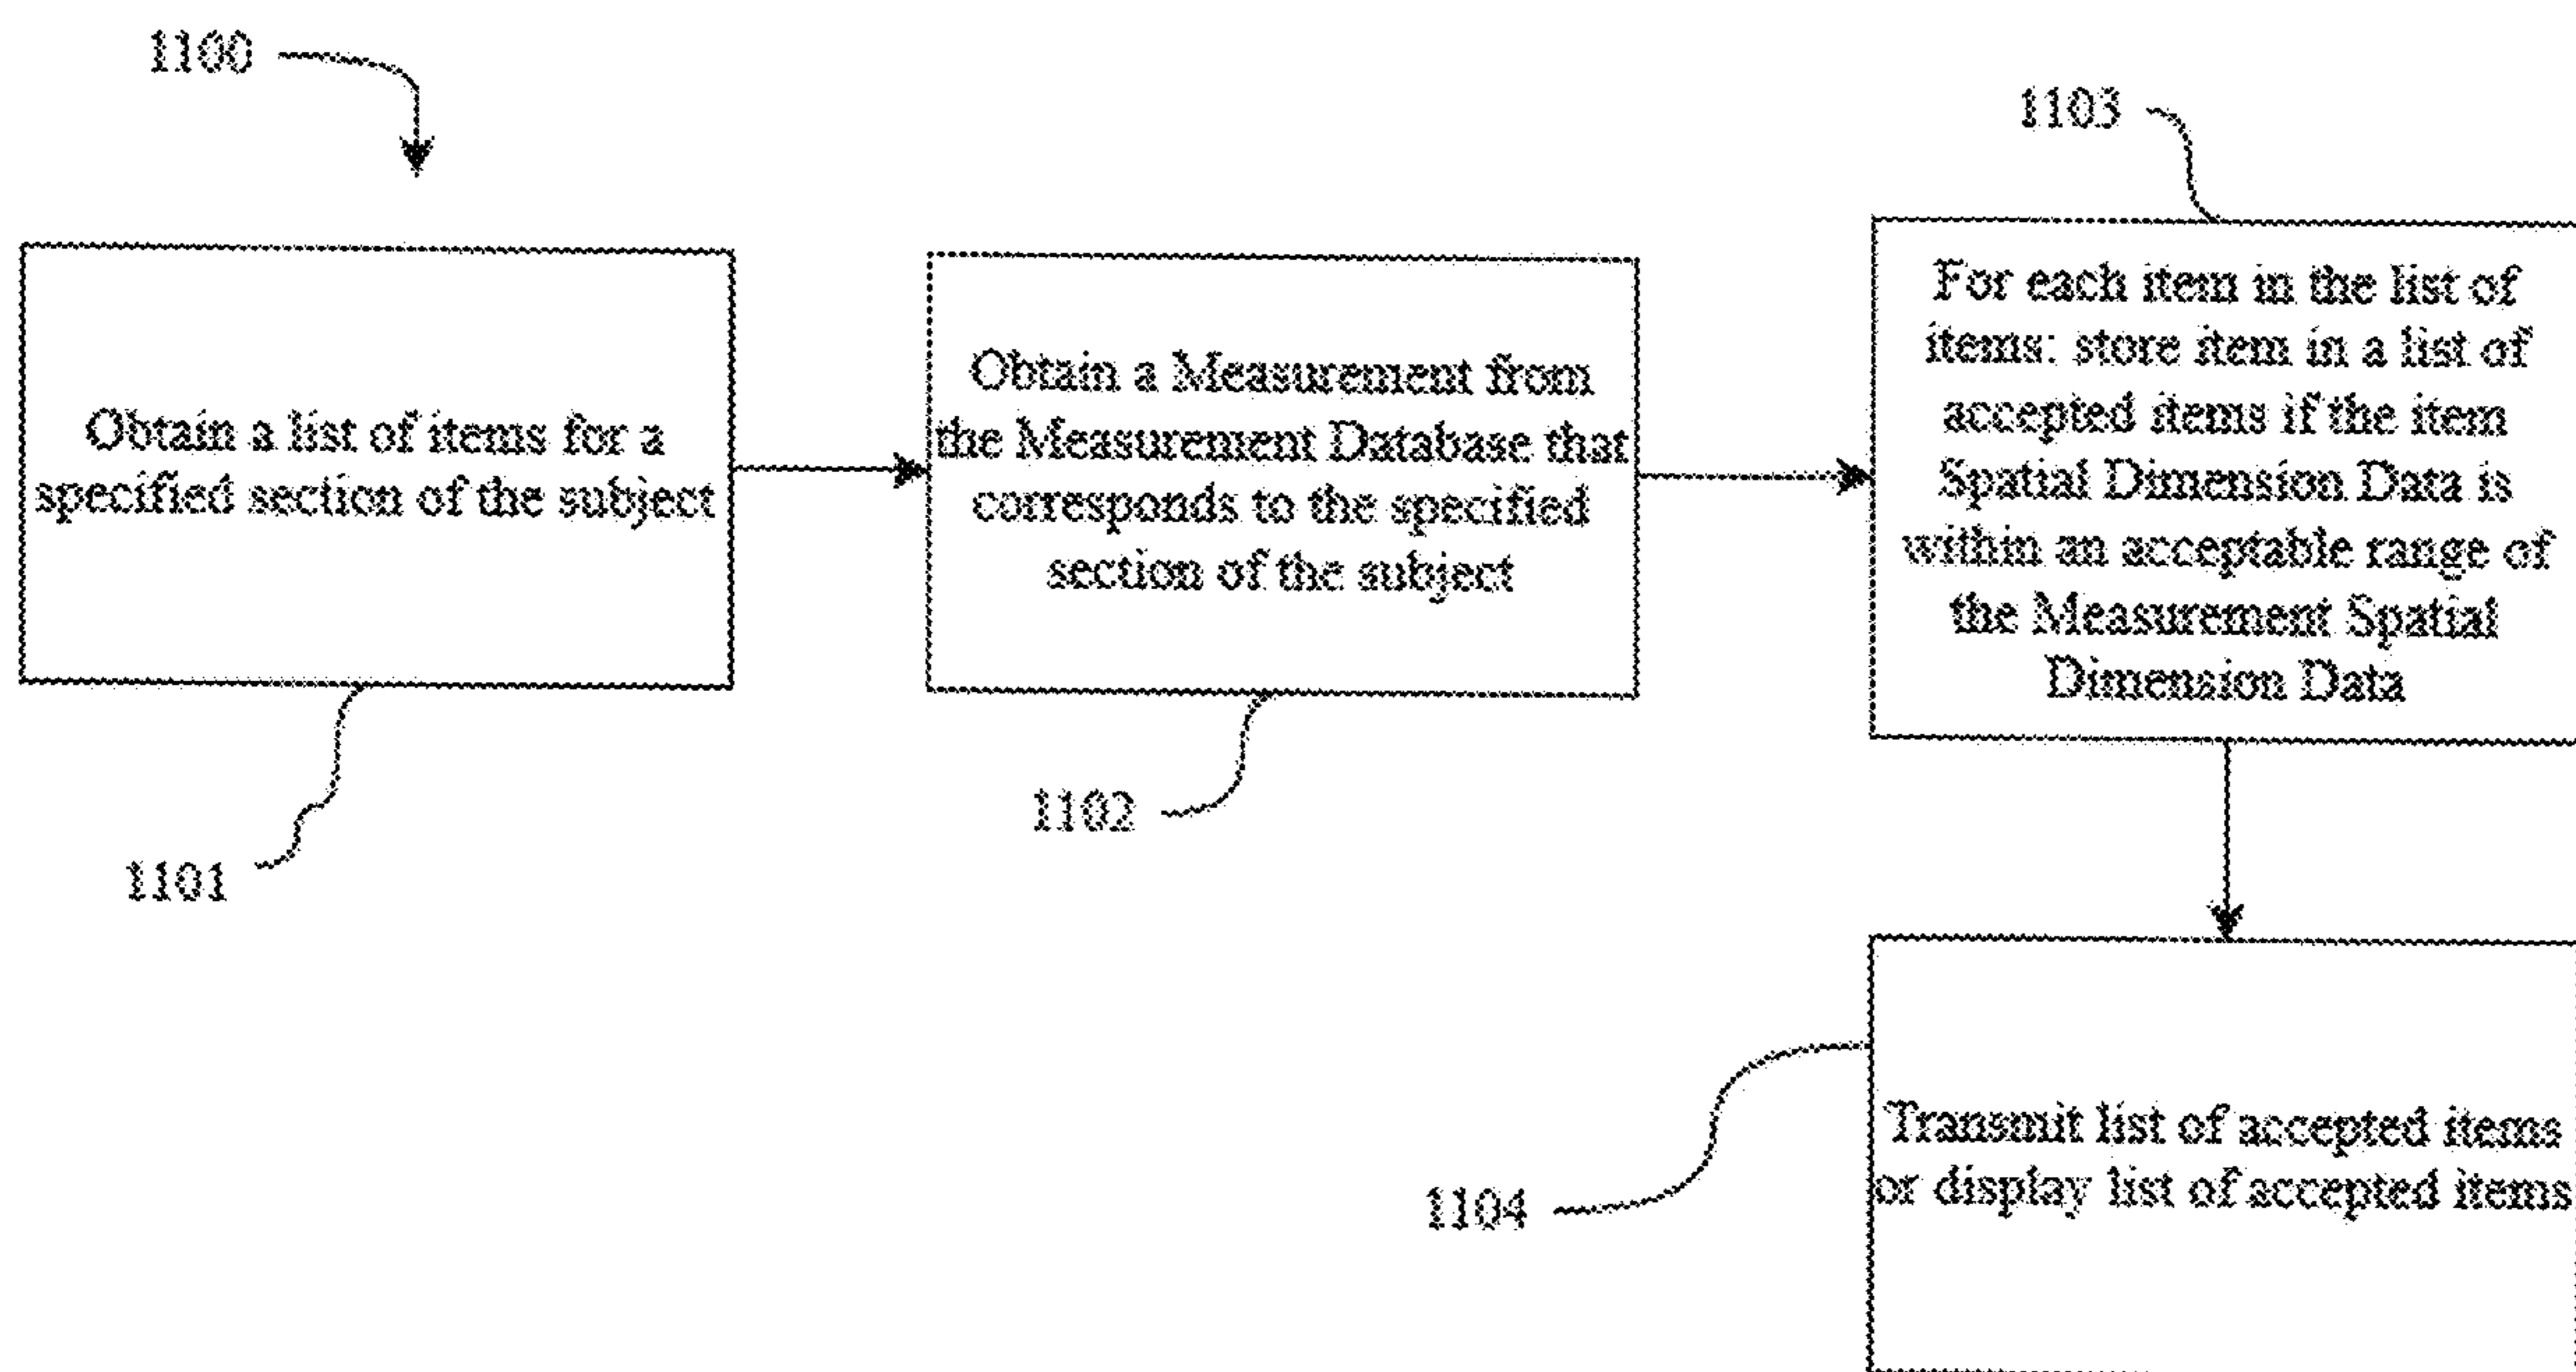 1100
1103
Obtain a list of items for a
specified section of the subject
Obtain a Measurement from
the Measurement Database that
corresponds to the specified
section of the subject
For each item in the list of
items: store item in a list of
accepted items if the item
Spatial Dimension Data is
within an acceptable range of
the Measurement Spatial
Dimension Data
1102
1101
Transmit list of accepted items
or display list of accepted items
1104